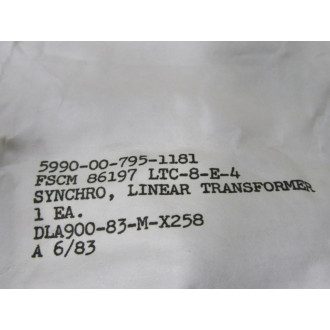 5990-00-795-1181
FSCM 86197 LTC-8-E-4
SYNCHRO, LINEAR TRANSFORMER
1 EA.
DLA900-83-M-X258
A 6/83